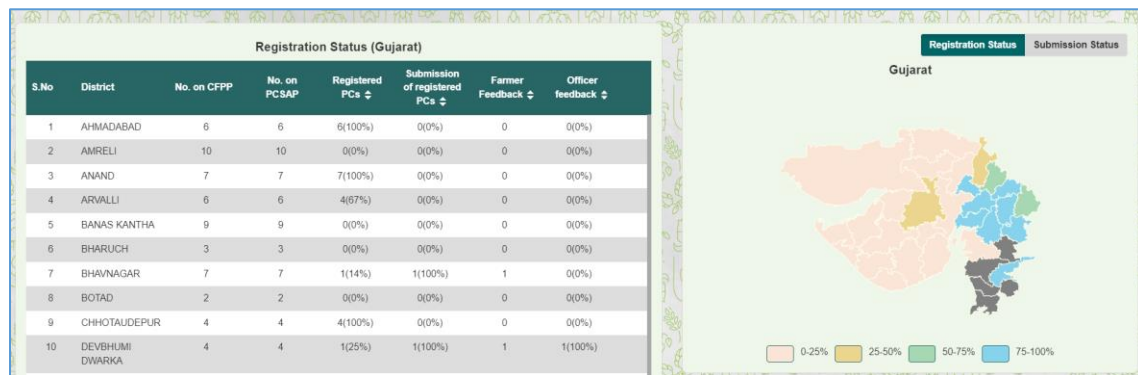 Registration Status (Gujarat)
S.No District No. on CFPP No. on PCSAP Registered PCs Submission of registered PCs Farmer Feedback Officer feedback
1 AHMADABAD 6 6 6(100%) 0(0%) 0 0(0%)
2 AMRELI 10 10 0(0%) 0(0%) 0 0(0%)
3 ANAND 7 7 7(100%) 0(0%) 0 0(0%)
4 ARVALLI 6 6 4(67%) 0(0%) 0 0(0%)
5 BANAS KANTHA 9 9 0(0%) 0(0%) 0 0(0%)
6 BHARUCH 3 3 0(0%) 0(0%) 0 0(0%)
7 BHAVNAGAR 7 7 1(14%) 1(100%) 1 0(0%)
8 BOTAD 2 2 0(0%) 0(0%) 0 0(0%)
9 CHHOTAUDEPUR 4 4 4(100%) 0(0%) 0 0(0%)
10 DEVBHUMI DWARKA 4 4 1(25%) 1(100%) 1 1(100%)
Registration Status Submission Status
Gujarat
0-25% 25-50% 50-75% 75-100%